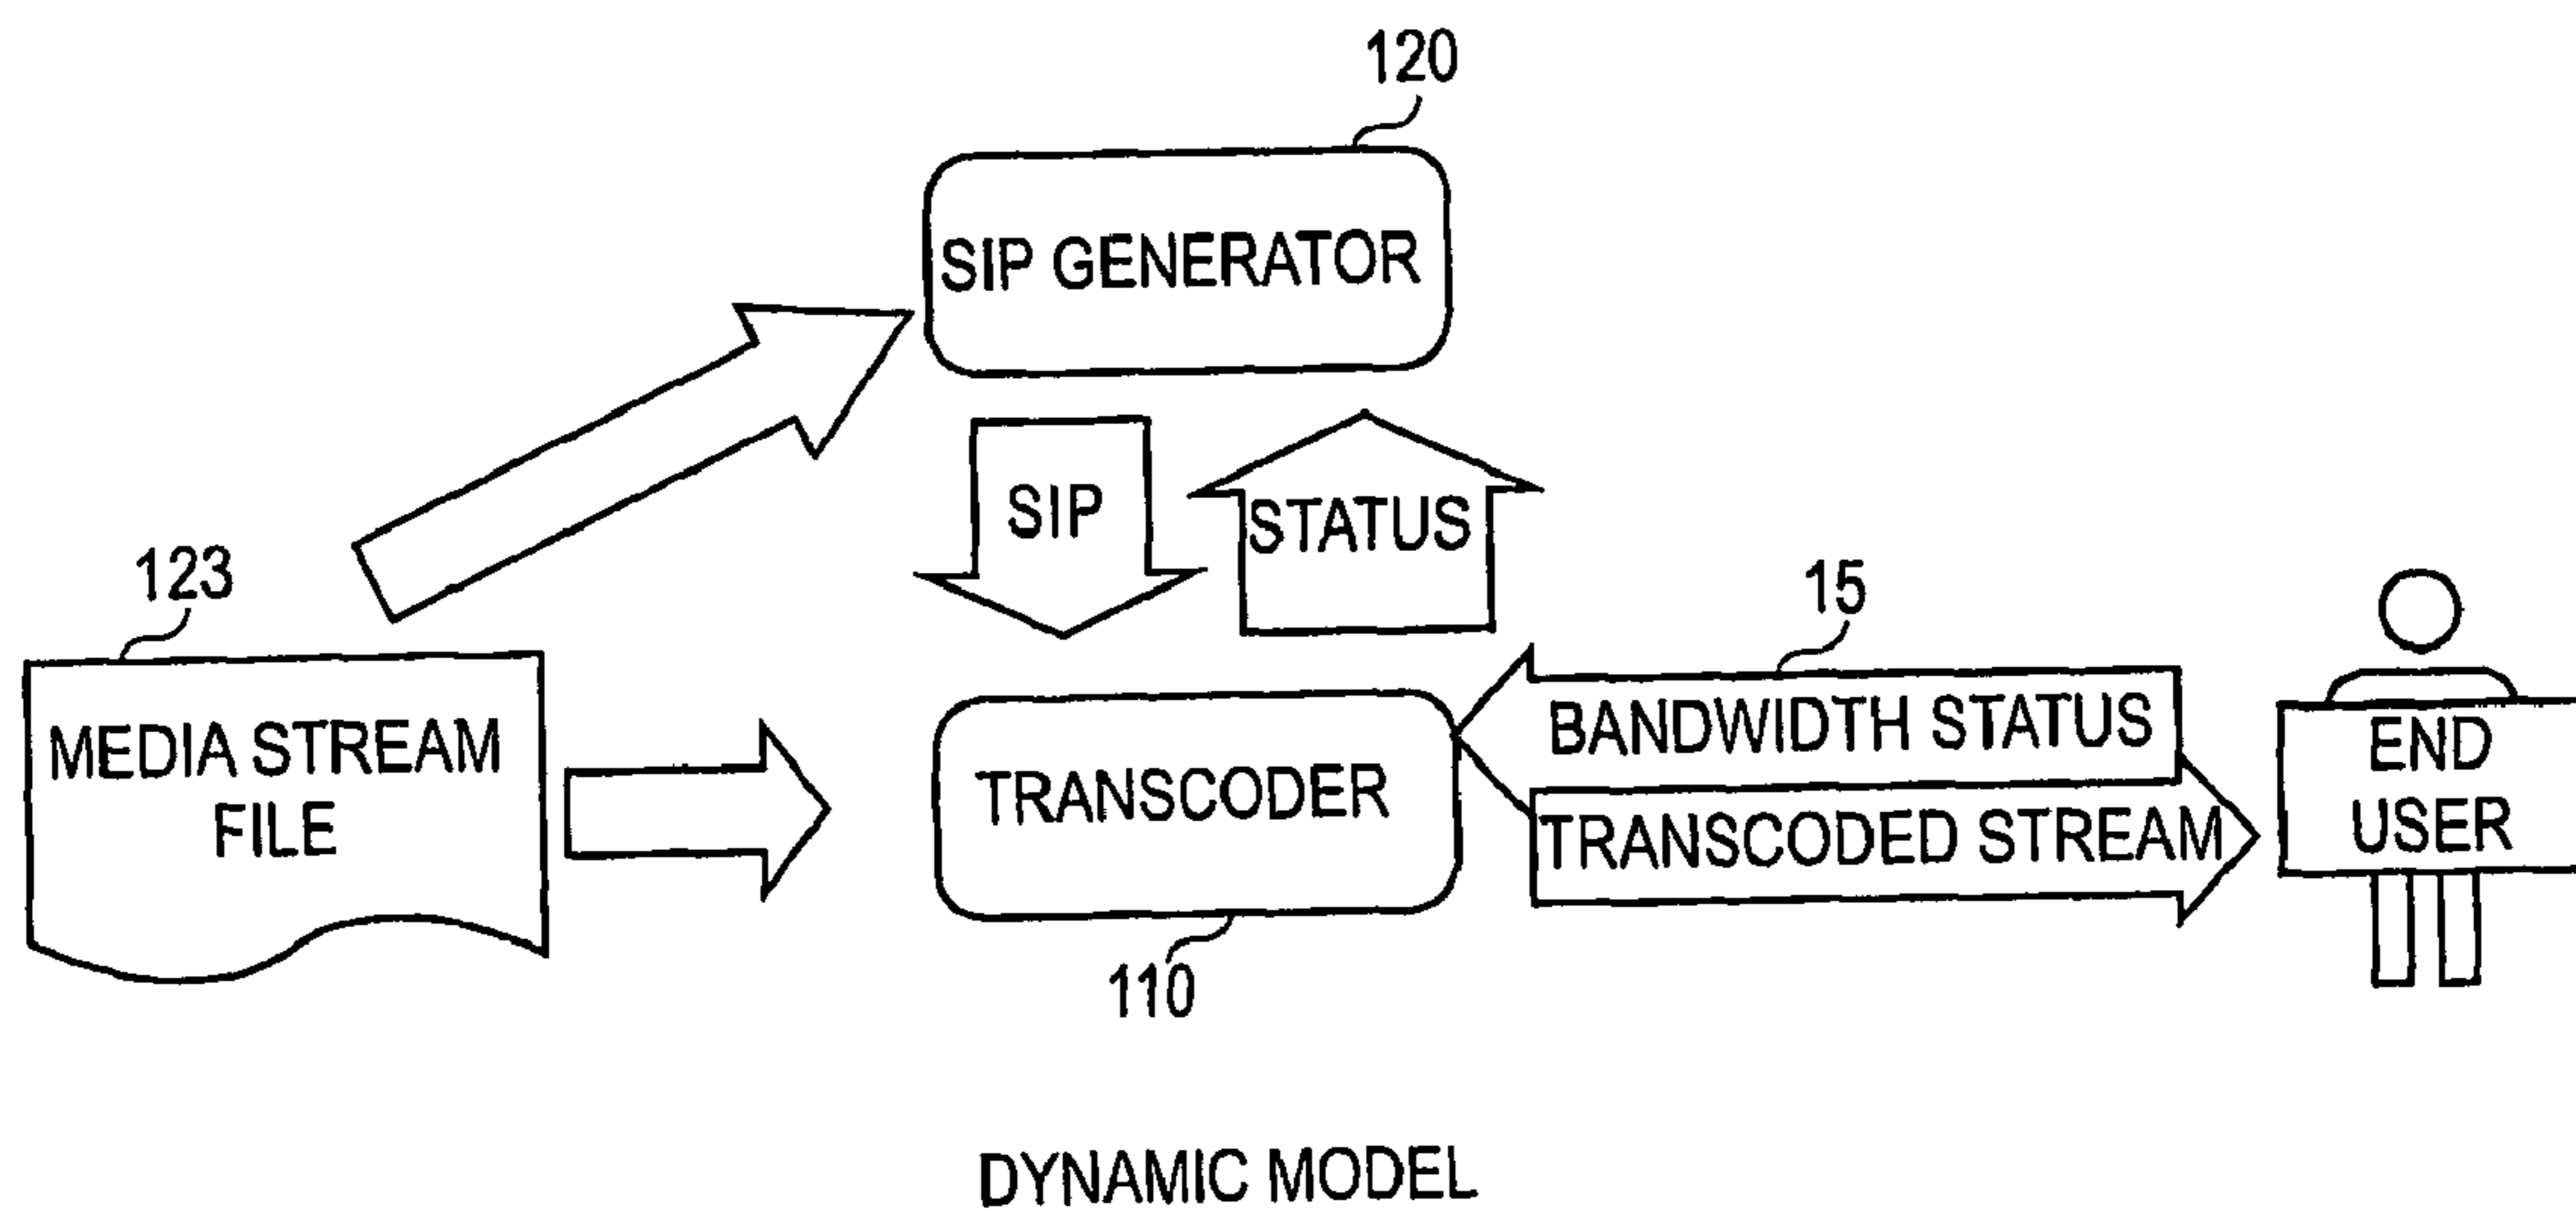 120
SIP GENERATOR
SIP
STATUS
123
MEDIA STREAM
FILE
15
BANDWIDTH STATUS
TRANSCODER
TRANSCODED STREAM
END
USER
110
DYNAMIC MODEL